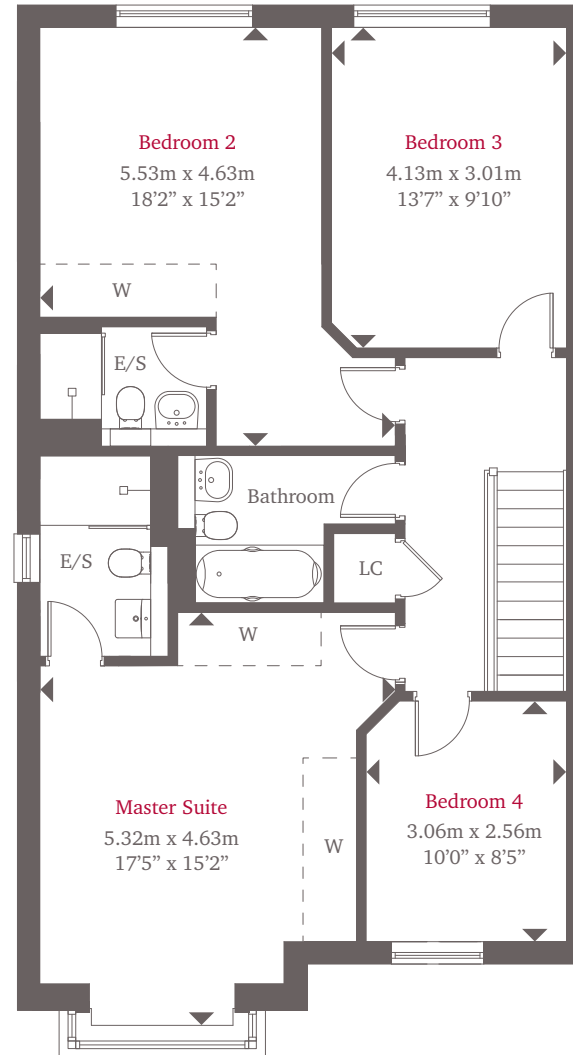 Bedroom 2
5.53m x 4.63m
18’2” x 15’2”
Bedroom 3
4.13m x 3.01m
13’7” x 9’10”
W
E/S
Bathroom
E/S
LC
W
Master Suite
5.32m x 4.63m
17’5” x 15’2”
W
Bedroom 4
3.06m x 2.56m
10’0” x 8’5”